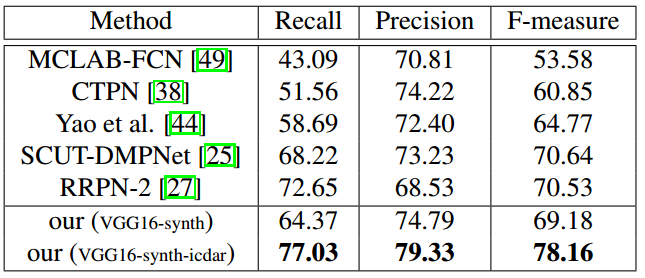 Method Recall Precision F-measure
MCLAB-FCN [49] 43.09 70.81 53.58
CTPN [38] 51.56 74.22 60.85
Yao et al. [44] 58.69 72.40 64.77
SCUT-DMPNet [25] 68.22 73.23 70.64
RRPN-2 [27] 72.65 68.53 70.53
our (VGG16-synth) 64.37 74.79 69.18
our (VGG16-synth-icdar) 77.03 79.33 78.16